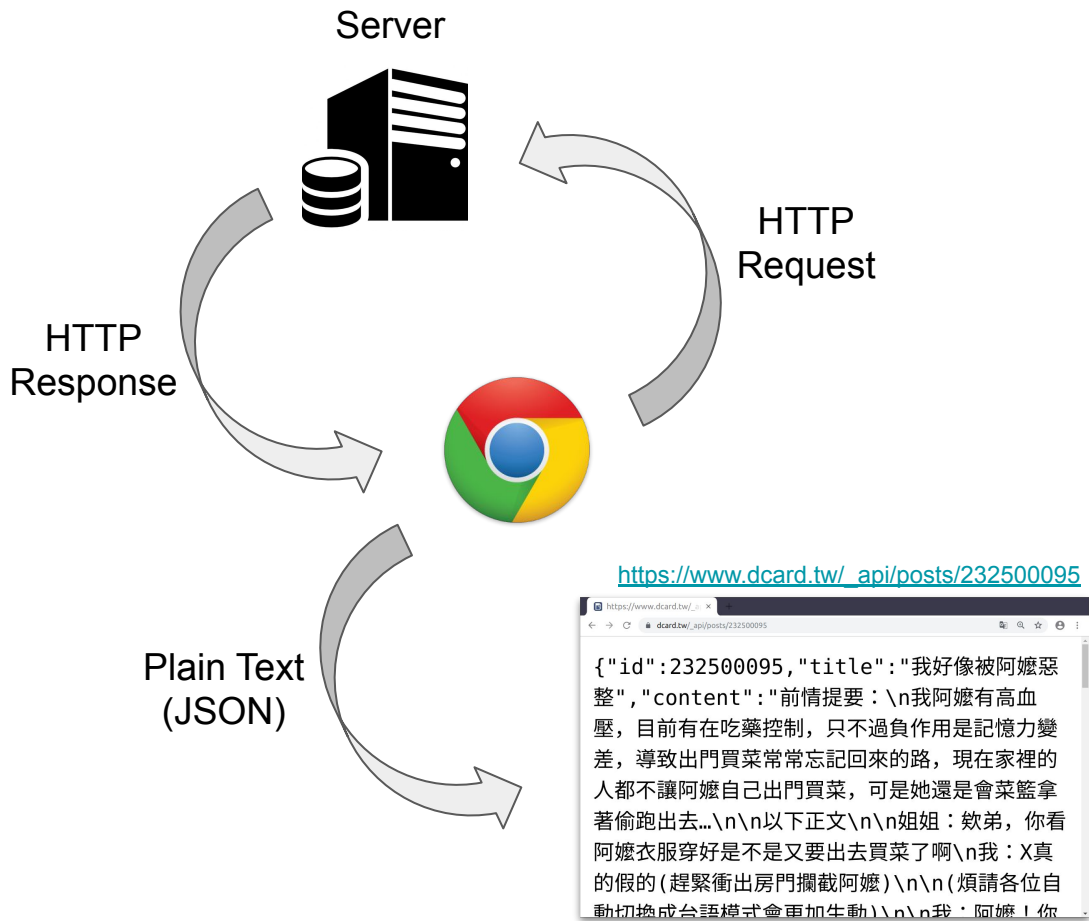 Server
HTTP
Request
HTTP
Response
https://www.dcard.tw/_api/posts/232500095
https://www.dcard.tw/_
dcard.tw/_api/posts/232500095
Plain Text
(JSON)
{"id":232500095,"title":"我好像被阿嬤惡
整","content":"前情提要：\n我阿嬤有高血
壓，目前有在吃藥控制，只不過負作用是記憶力變
差，導致出門買菜常常忘記回來的路，現在家裡的
人都不讓阿嬤自己出門買菜，可是她還是會菜籃拿
著偷跑出去…\n\n以下正文\n\n姐姐：欸弟，你看
阿嬤衣服穿好是不是又要出去買菜了啊\n我：X真
的假的(趕緊衝出房門攔截阿嬤)\n\n(煩請各位自
動切換成台語模式會更加生動)\n\n我：阿嬤！你